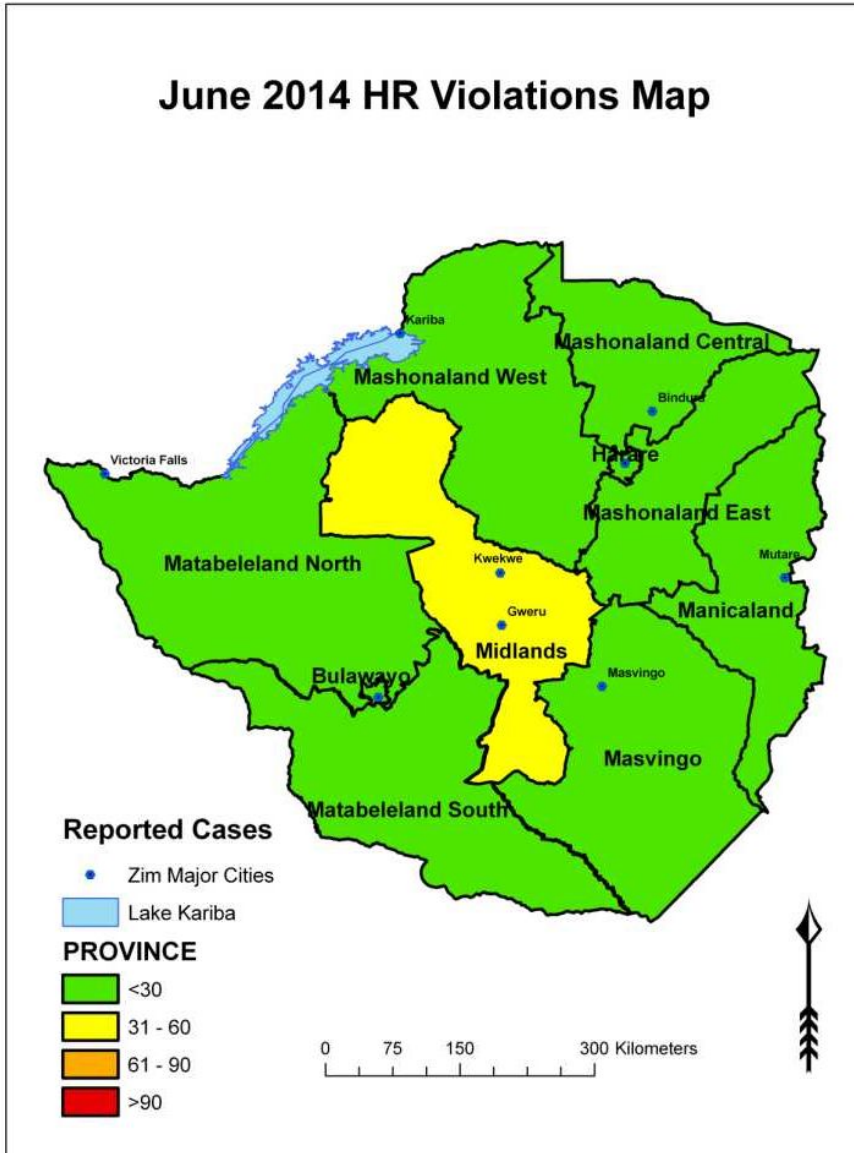 June 2014 HR Violations Map
Kariba
Mashonaland Central
Mashonaland West
Bindura
Harare
Victoria Falls
Mashonaland East
Mutare
Kwekwe
Matabeleland North
Manicaland
Gweru
Midlands
Bulawayo
Masvingo
Masvingo
Matabeleland South
Reported Cases
Zim Major Cities
Lake Kariba
PROVINCE
<30
31 - 60
61 - 90
>90
0 75 150 300 Kilometers